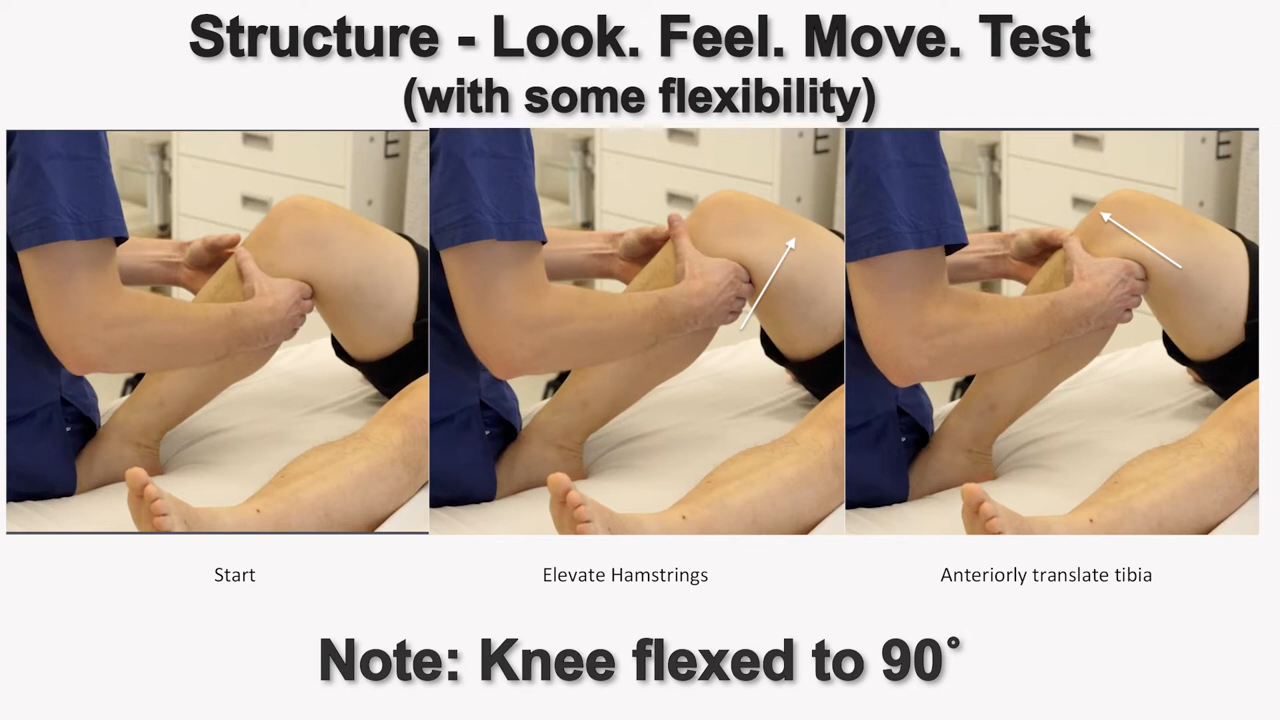 Structure - Look. Feel. Move. Test
(with some flexibility)
E
E
E
Start
Elevate Hamstrings
Anteriorly translate tibia
Note: Knee flexed to 90˚